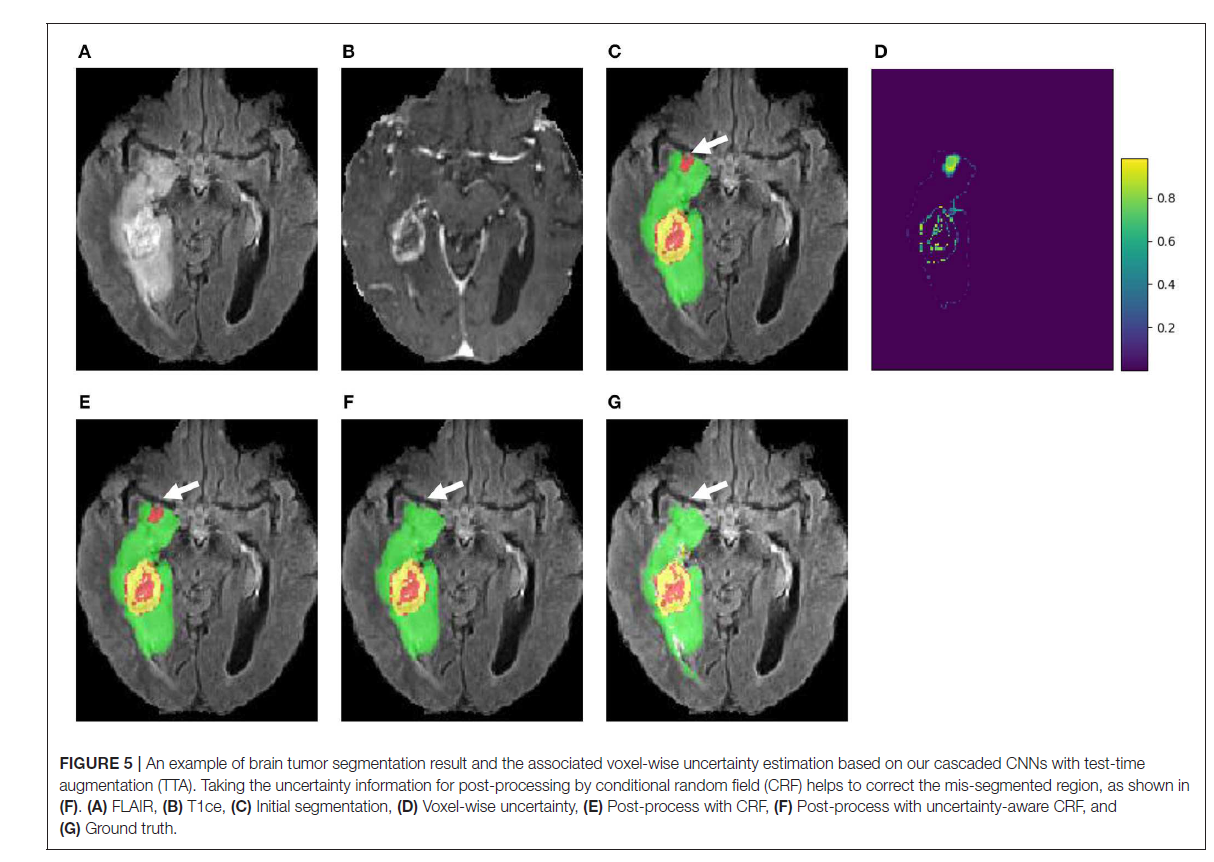 A
B
C
D
0.8
0.6
0.4
0.2
E
F
G
FIGURE 5 | An example of brain tumor segmentation result and the associated voxel-wise uncertainty estimation based on our cascaded CNNs with test-time
augmentation (TTA). Taking the uncertainty information for post-processing by conditional random field (CRF) helps to correct the mis-segmented region, as shown in
(F). (A) FLAIR, (B) T1ce, (C) Initial segmentation, (D) Voxel-wise uncertainty, (E) Post-process with CRF, (F) Post-process with uncertainty-aware CRF, and
(G) Ground truth.